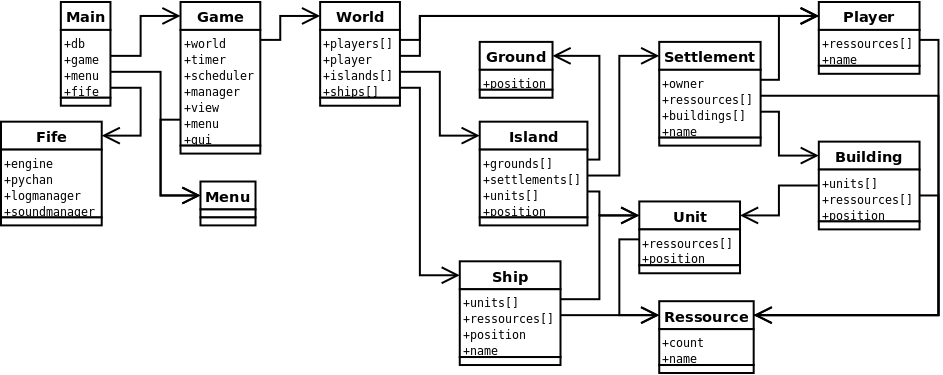 Main
+db
+game
+menu
+fife
Game
+world
+timer
+scheduler
+manager
+view
+menu
+gui
World
+players[]
+player
+islands[]
+ships[]
Player
+ressources[]
+name
Ground
+position
Settlement
+owner
+ressources[]
+buildings[]
+name
Fife
+engine
+pychan
+logmanager
+soundmanager
Menu
Island
+grounds[]
+settlements[]
+units[]
+position
Building
+units[]
+ressources[]
+position
Unit
+ressources[]
+position
Ship
+units[]
+ressources[]
+position
+name
Ressource
+count
+name